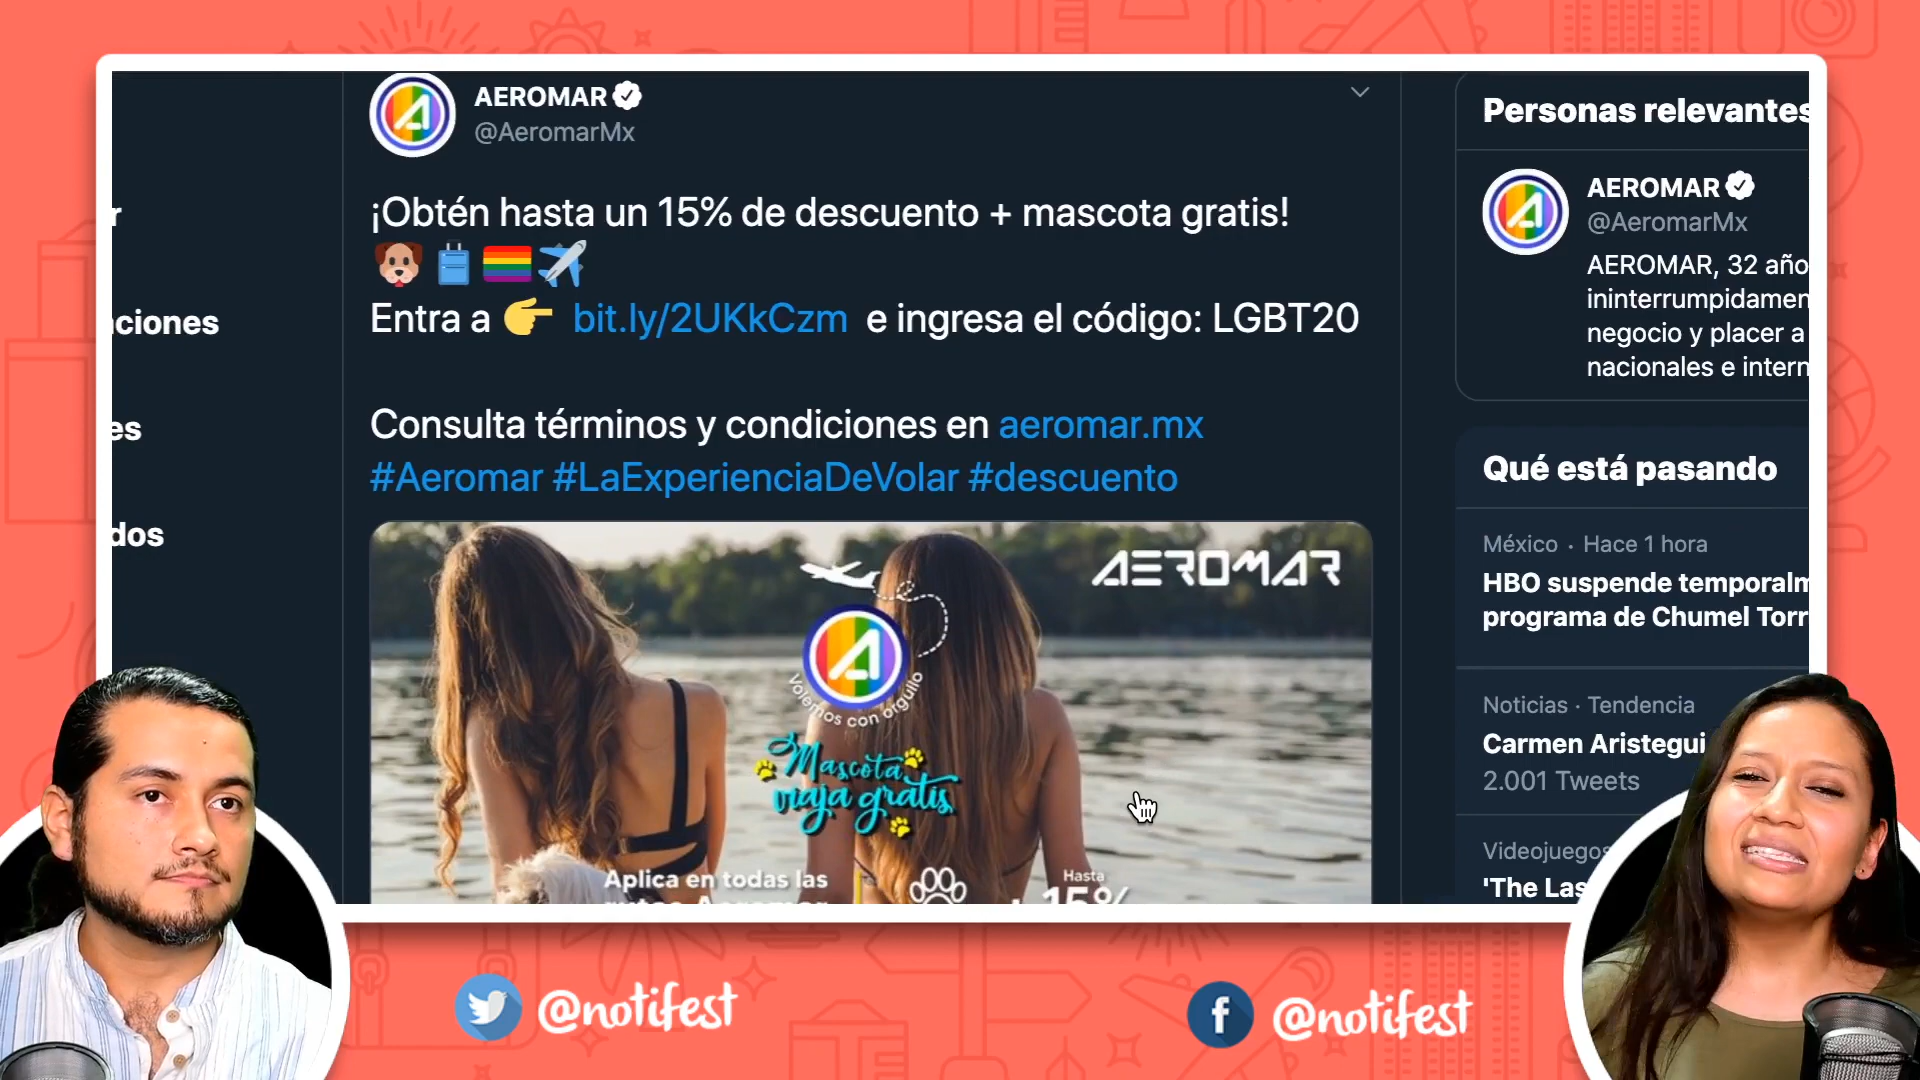 AEROMAR
@AeromarMx
¡Obtén hasta un 15% de descuento + mascota gratis!
Entra a bit.ly/2UKkCzm e ingresa el código: LGBT20
Consulta términos y condiciones en aeromar.mx
#Aeromar #LaExperienciaDeVolar #descuento
AEROMAR
Volemos con orgullo
Mascota
viaja gratis
Aplica en todas las
Hasta
+ 15%
r
ciones
es
dos
Personas relevantes
AEROMAR
@AeromarMx
AEROMAR, 32 año
ininterrumpidamen
negocio y placer a
nacionales e intern
Qué está pasando
México · Hace 1 hora
HBO suspende temporalm
programa de Chumel Torr
Noticias · Tendencia
Carmen Aristegui
2.001 Tweets
Videojuegos
'The Las
@notifest
@notifest